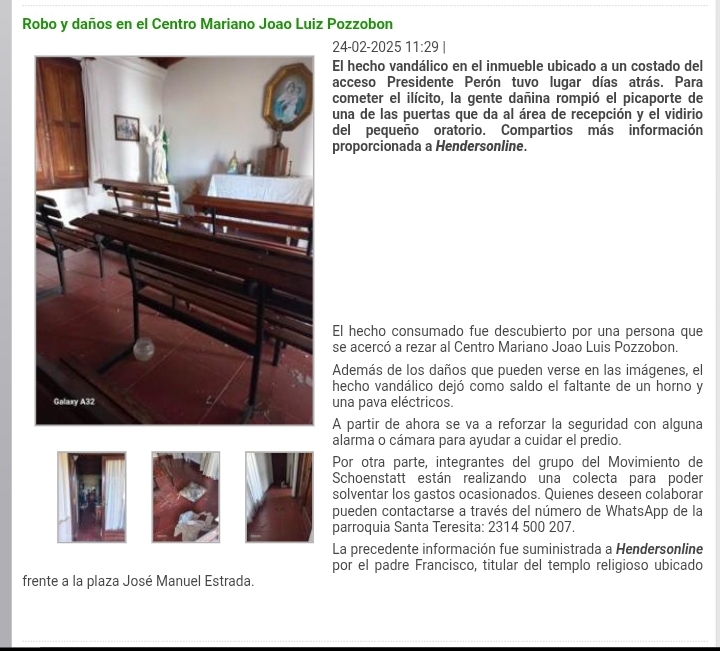 Robo y daños en el Centro Mariano Joao Luiz Pozzobon
24-02-2025 11:29 |
El hecho vandálico en el inmueble ubicado a un costado del
acceso Presidente Perón tuvo lugar días atrás. Para
cometer el ilícito, la gente dañina rompió el picaporte de
una de las puertas que da al área de recepción y el vidirio
del pequeño oratorio. Compartios más información
proporcionada a Hendersonline.
Galaxy A32
El hecho consumado fue descubierto por una persona que
se acercó a rezar al Centro Mariano Joao Luis Pozzobon.
Además de los daños que pueden verse en las imágenes, el
hecho vandálico dejó como saldo el faltante de un horno y
una pava eléctricos.
A partir de ahora se va a reforzar la seguridad con alguna
alarma o cámara para ayudar a cuidar el predio.
Por otra parte, integrantes del grupo del Movimiento de
Schoenstatt están realizando una colecta para poder
solventar los gastos ocasionados. Quienes deseen colaborar
pueden contactarse a través del número de WhatsApp de la
parroquia Santa Teresita: 2314 500 207.
La precedente información fue suministrada a Hendersonline
por el padre Francisco, titular del templo religioso ubicado
frente a la plaza José Manuel Estrada.